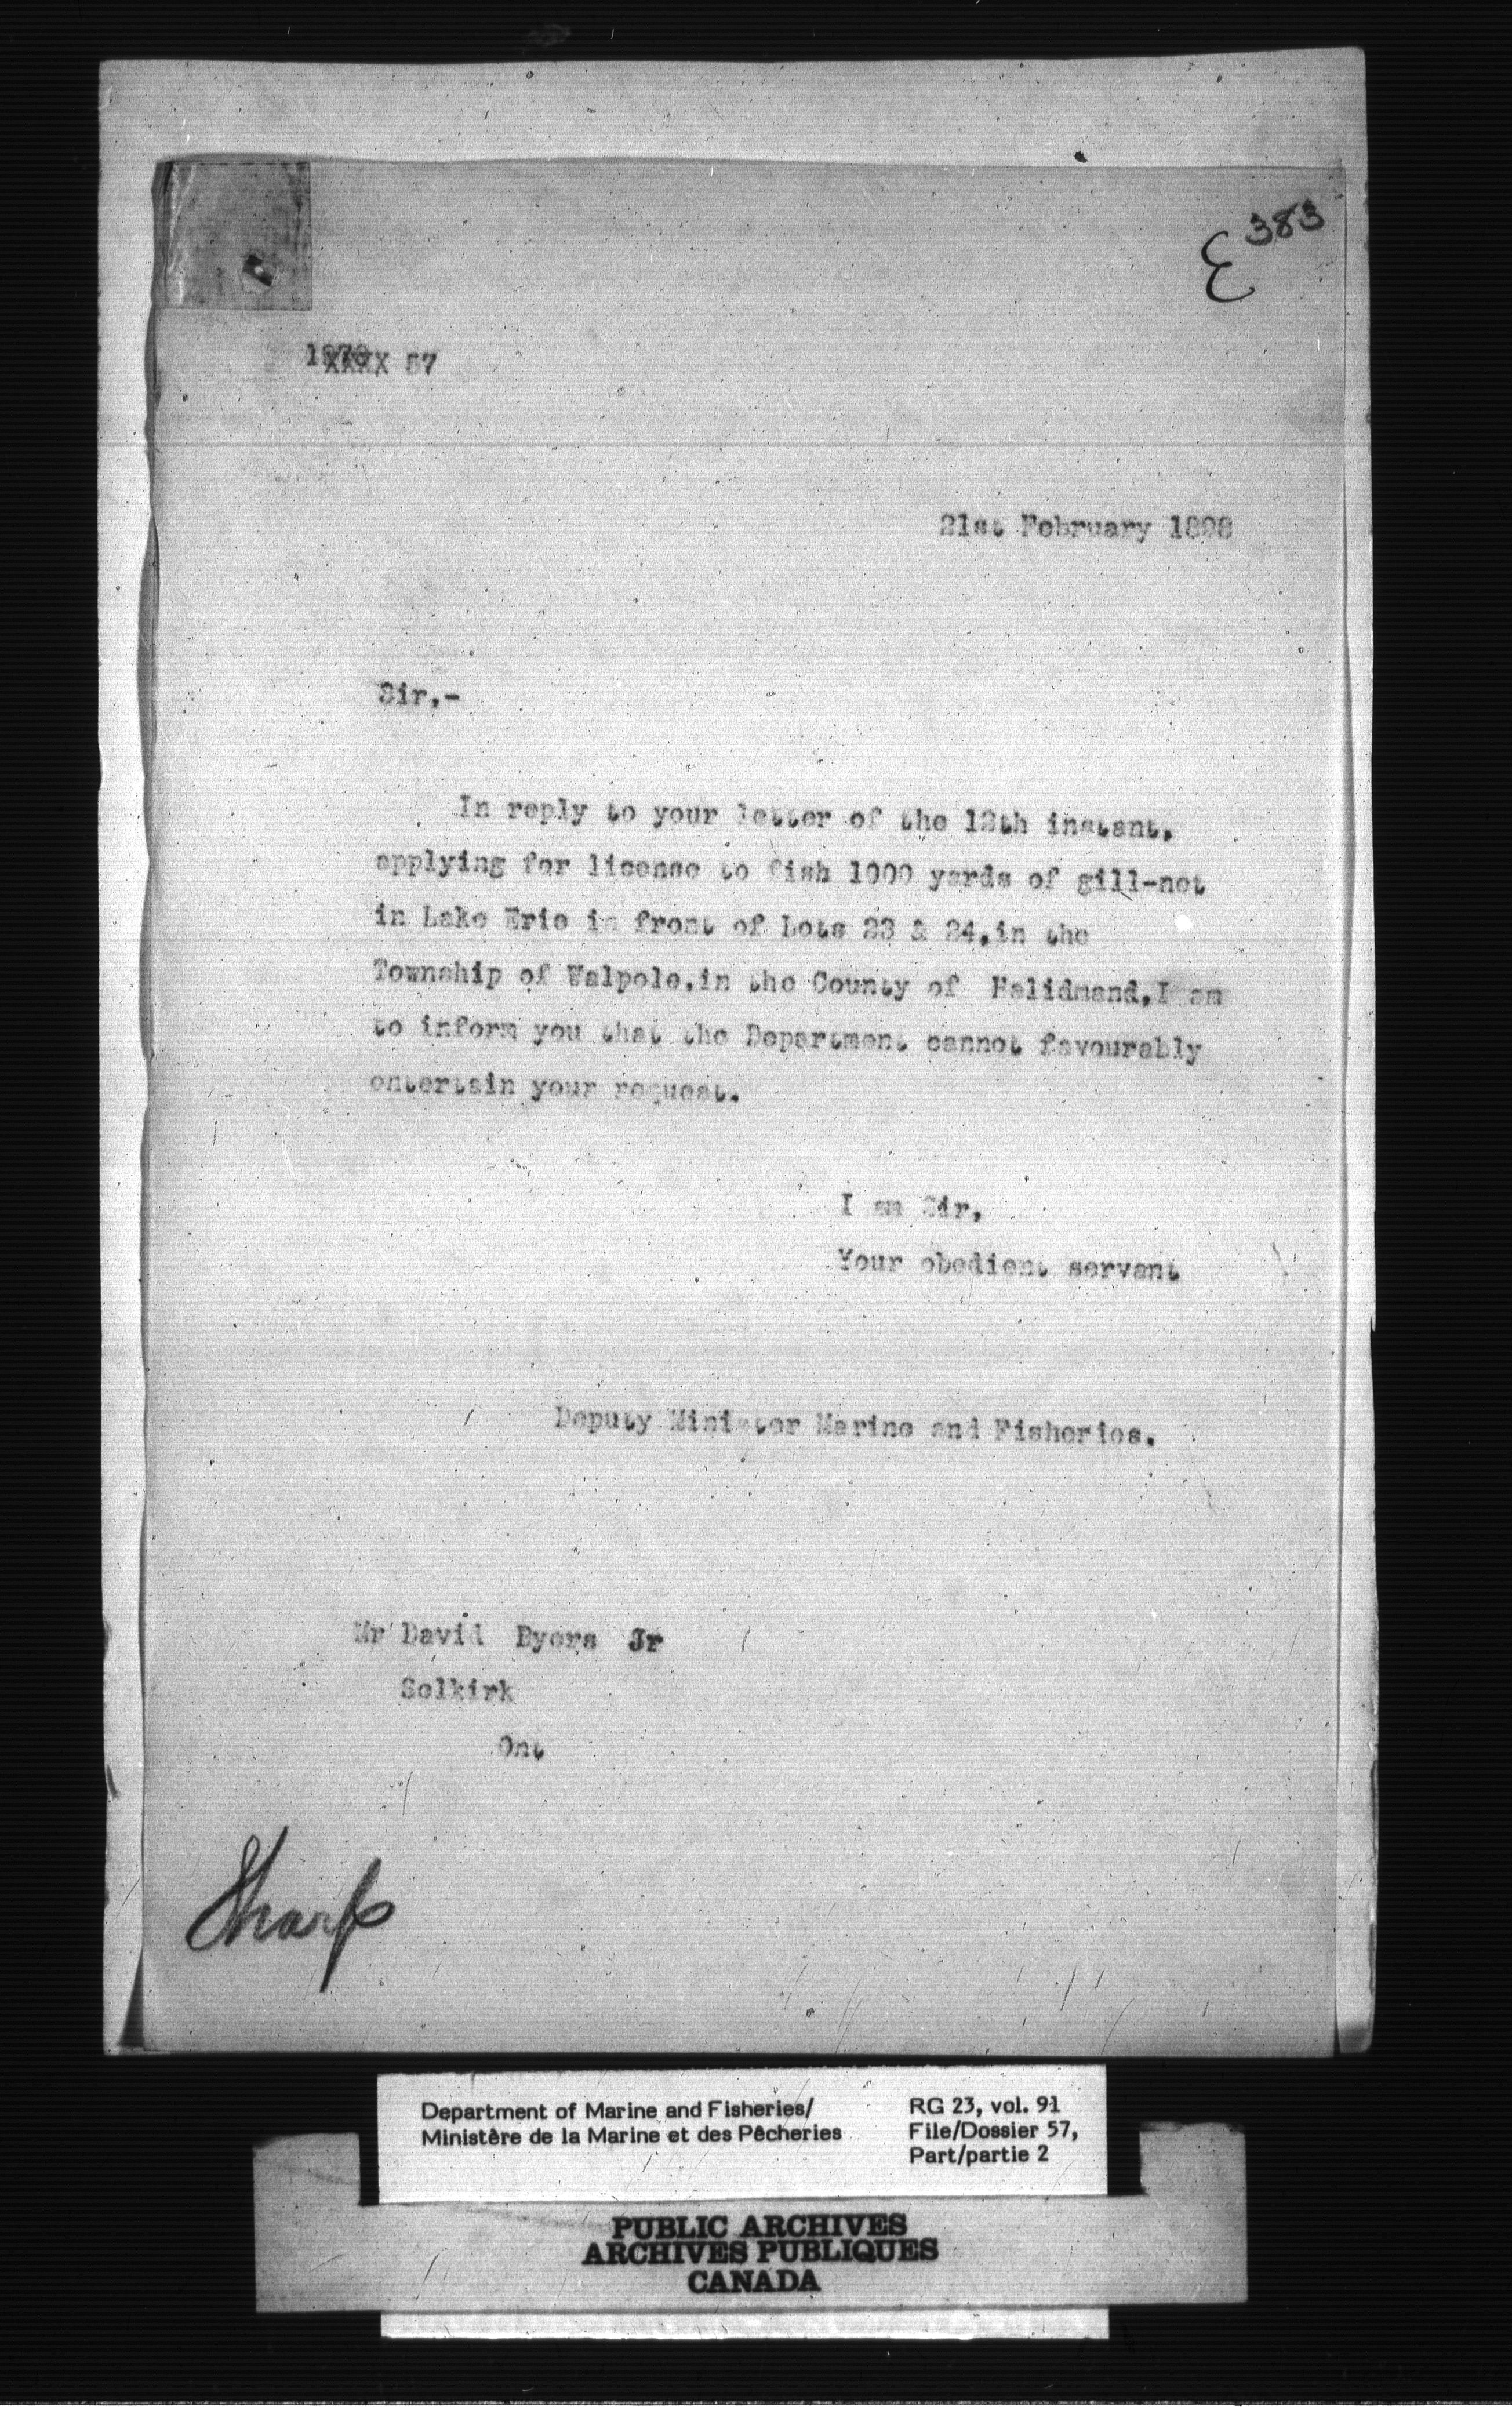 383
E
57
21st February 1898
Sir,-
In reply to your letter of the 12th instant,
applying for license to fish 1000 yards of gill-net
in Lake Erie in front of Lots 23 & 24,in the
Township of Walpole,in the County of Halidmand,I am
to inform you that the Department cannot favourably
entertain your request.
I am Sir,
Your obedient servant
Deputy Minister Marine and Fisheries.
Mr David Byers Jr
Selkirk
Ont
Sharp
Department of Marine and Fisheries/
Ministère de la Marine et des Pêcheries
RG 23, vol. 91
File/Dossier 57,
Part/partie 2
PUBLIC ARCHIVES
ARCHIVES PUBLIQUES
CANADA